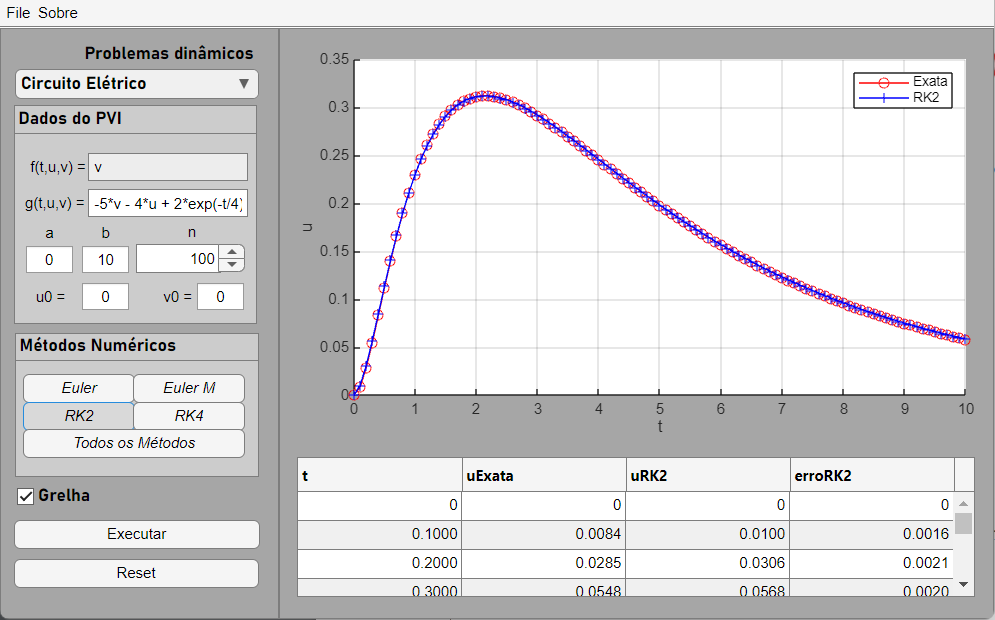 File Sobre
Problemas dinâmicos
Circuito Elétrico
Dados do PVI
f(t,u,v) = v
g(t,u,v) = -5*v - 4*u + 2*exp(-t/4)
a b n
0 10 100
u0 = 0 v0 = 0
Métodos Numéricos
Euler Euler M
RK2 RK4
Todos os Métodos
Grelha
Executar
Reset
0.35
0.3
0.25
0.2
0.15
0.1
0.05
0
u
0 1 2 3 4 5 6 7 8 9 10
t
Exata
RK2
t uExata uRK2 erroRK2
0 0 0 0
0.1000 0.0084 0.0100 0.0016
0.2000 0.0285 0.0306 0.0021
0.3000 0.0548 0.0568 0.0020